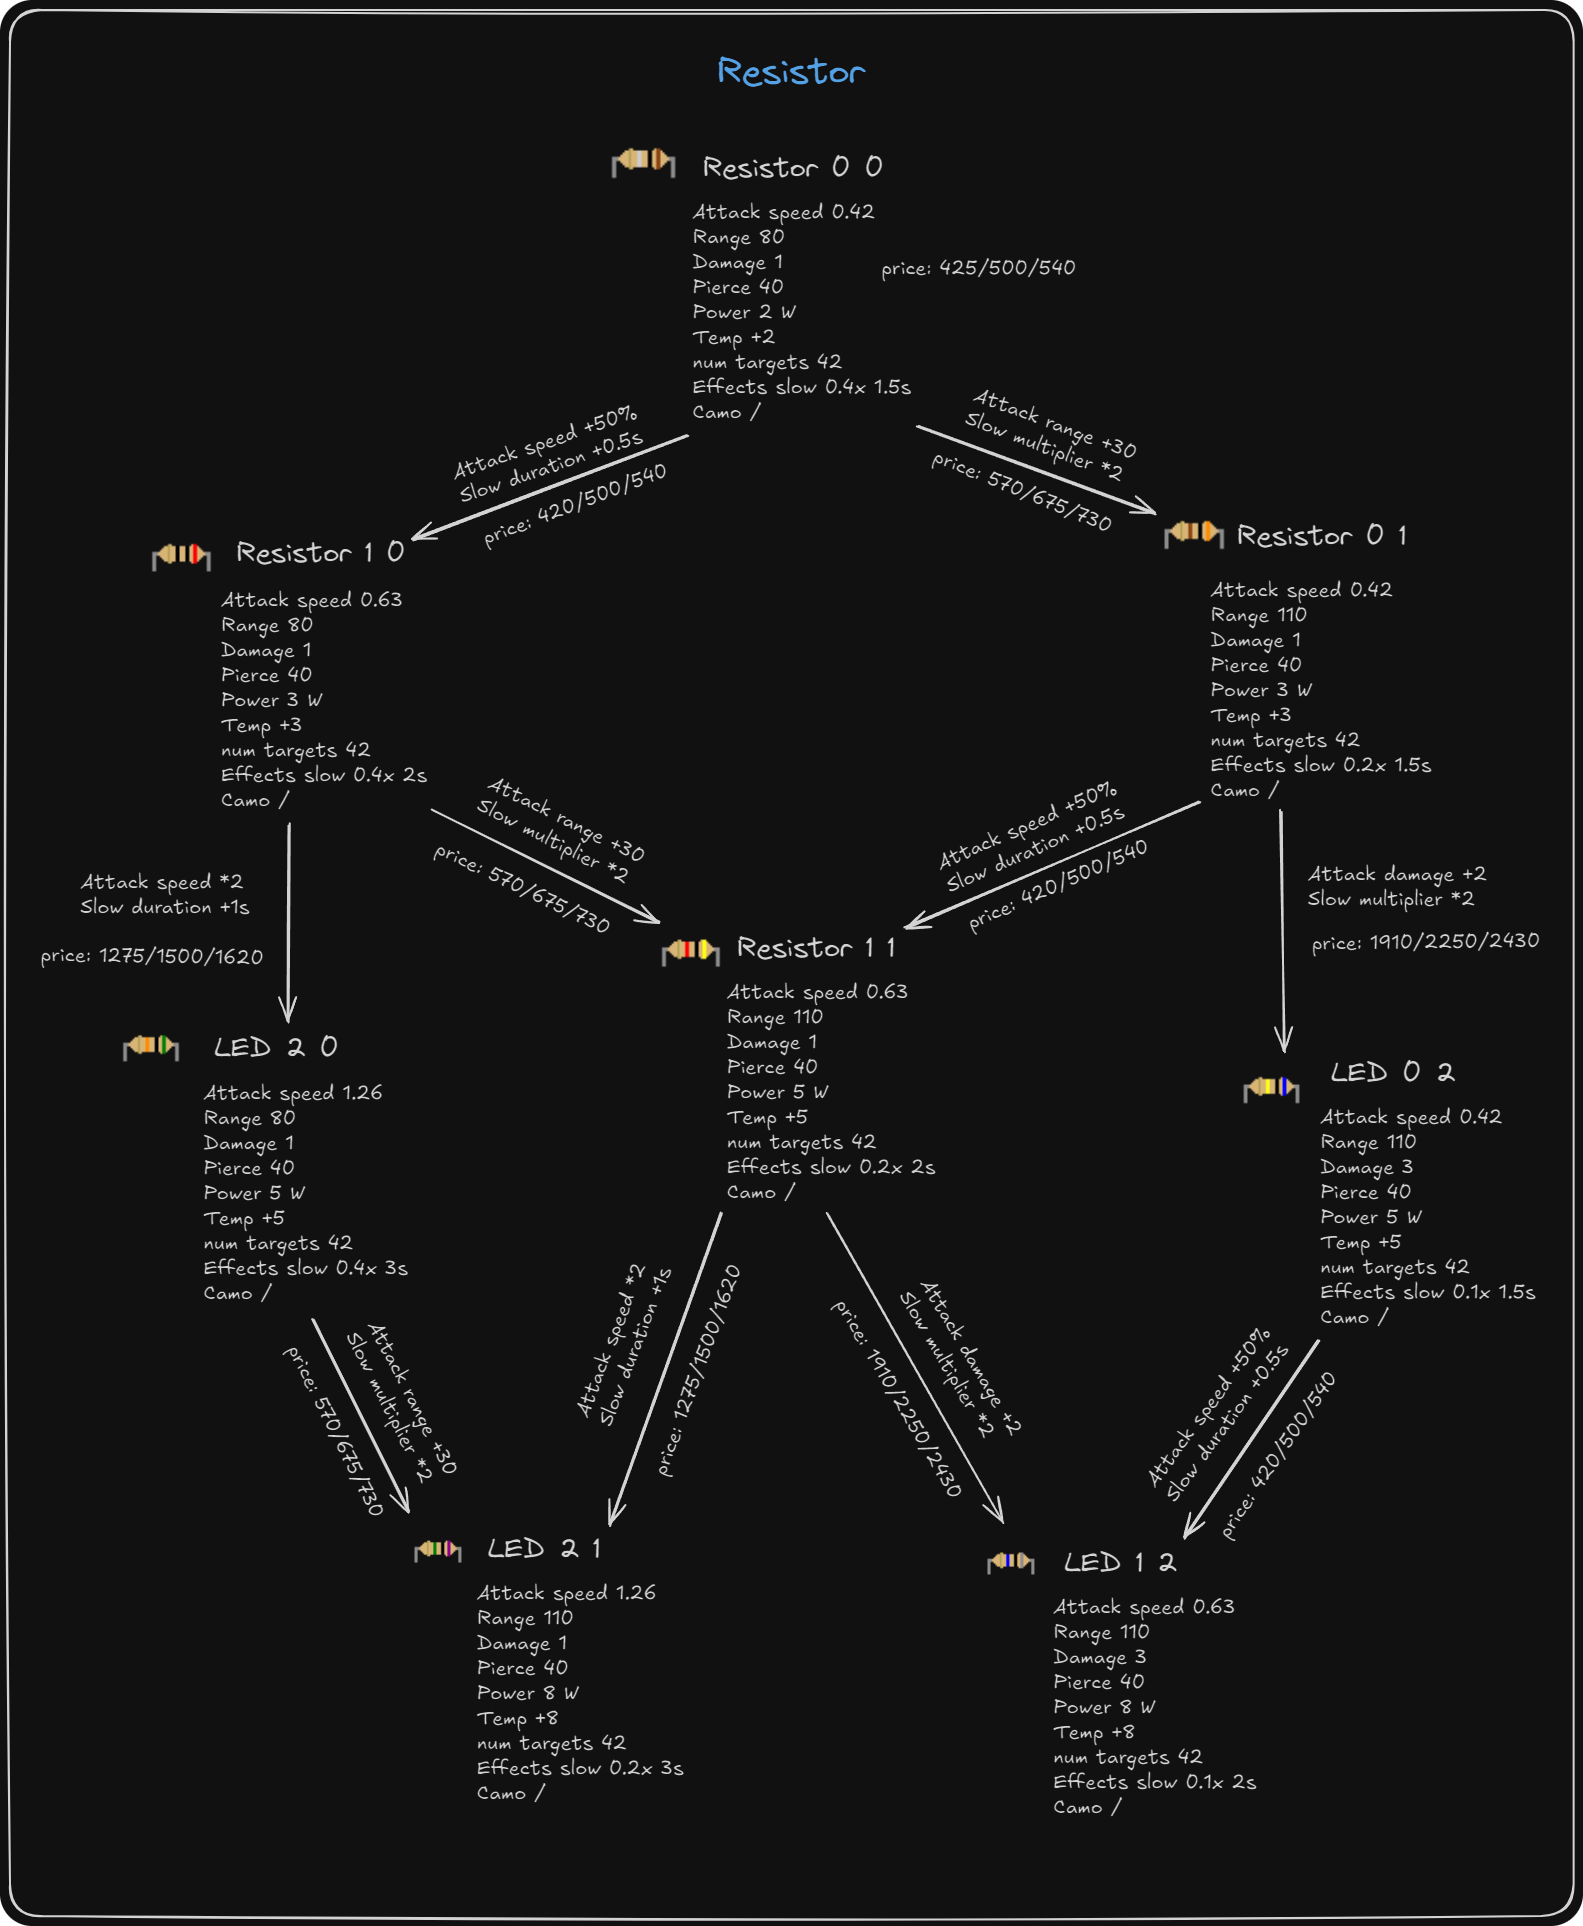 Resistor
Resistor 0 0
Attack speed 0.42
Range 80
Damage 1
Pierce 40
Power 2 W
Temp +2
num targets 42
Effects slow 0.4x 1.5s
Camo /
price: 425/500/540
Attack speed +50%
Slow duration +0.5s
price: 420/500/540
Attack range +30
Slow multiplier *2
price: 570/675/730
Resistor 1 0
Attack speed 0.63
Range 80
Damage 1
Pierce 40
Power 3 W
Temp +3
num targets 42
Effects slow 0.4x 2s
Camo /
Resistor 0 1
Attack speed 0.42
Range 110
Damage 1
Pierce 40
Power 3 W
Temp +3
num targets 42
Effects slow 0.2x 1.5s
Camo /
Attack speed *2
Slow duration +1s
price: 1275/1500/1620
Attack range +30
Slow multiplier *2
price: 570/675/730
Attack speed +50%
Slow duration +0.5s
price: 420/500/540
Attack damage +2
Slow multiplier *2
price: 1910/2250/2430
LED 2 0
Attack speed 1.26
Range 80
Damage 1
Pierce 40
Power 5 W
Temp +5
num targets 42
Effects slow 0.4x 3s
Camo /
Resistor 1 1
Attack speed 0.63
Range 110
Damage 1
Pierce 40
Power 5 W
Temp +5
num targets 42
Effects slow 0.2x 2s
Camo /
LED 0 2
Attack speed 0.42
Range 110
Damage 3
Pierce 40
Power 5 W
Temp +5
num targets 42
Effects slow 0.1x 1.5s
Camo /
Attack range +30
Slow multiplier *2
price: 570/675/730
Attack speed *2
Slow duration +1s
price: 1275/1500/1620
Attack damage +2
Slow multiplier *2
price: 1910/2250/2430
Attack speed +50%
Slow duration +0.5s
price: 420/500/540
LED 2 1
Attack speed 1.26
Range 110
Damage 1
Pierce 40
Power 8 W
Temp +8
num targets 42
Effects slow 0.2x 3s
Camo /
LED 1 2
Attack speed 0.63
Range 110
Damage 3
Pierce 40
Power 8 W
Temp +8
num targets 42
Effects slow 0.1x 2s
Camo /